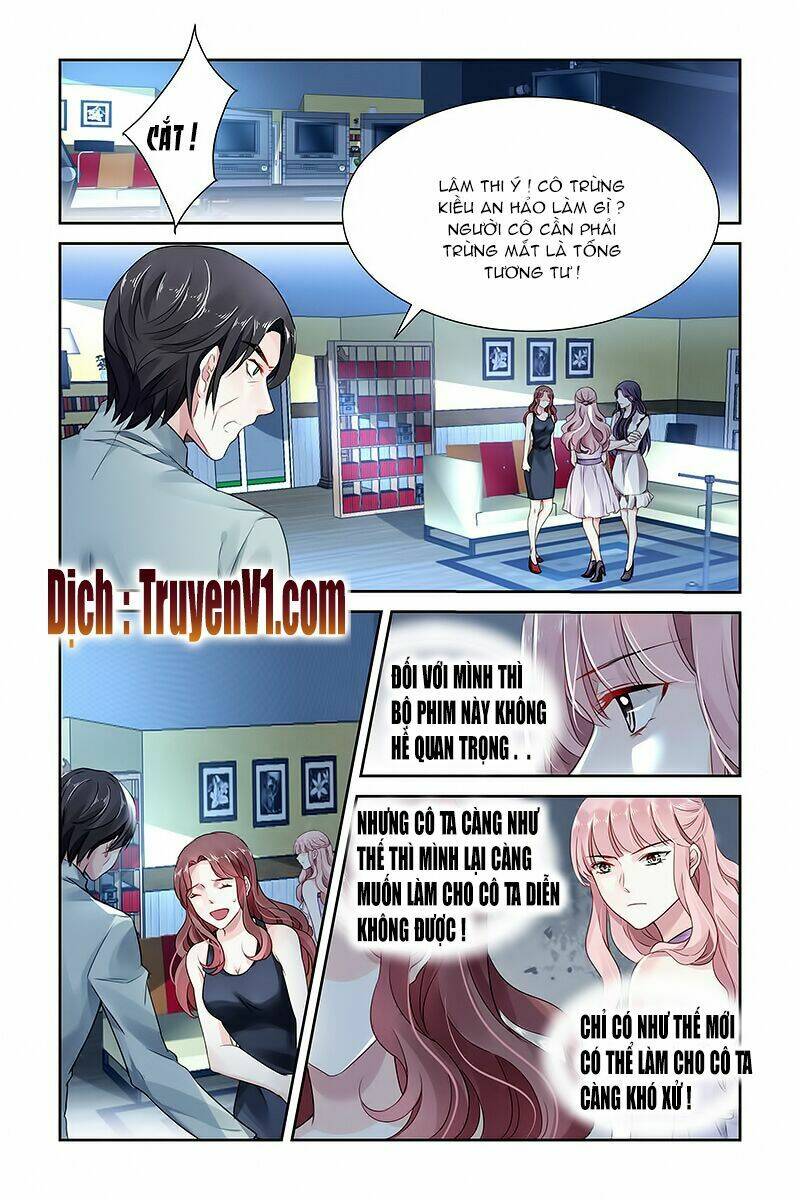 CẮT!
LÂM THI Ý! CÔ TRỪNG
KIỀU AN HẢO LÀM GÌ?
NGƯỜI CÔ CẦN PHẢI
TRỪNG MẮT LÀ TỐNG
TƯƠNG TƯ!
Dịch : TruyenV1.com
ĐỐI VỚI MÌNH THÌ
BỘ PHIM NÀY KHÔNG
HỀ QUAN TRỌNG . .
NHƯNG CÔ TA CÀNG NHƯ
THẾ THÌ MÌNH LẠI CÀNG
MUỐN LÀM CHO CÔ TA DIỄN
KHÔNG ĐƯỢC !
CHỈ CÓ NHƯ THẾ MỚI
CÓ THỂ LÀM CHO CÔ TA
CÀNG KHÓ XỬ !